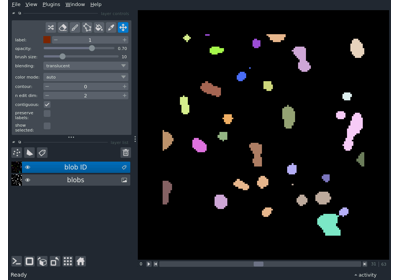 File View Plugins Window Help
label: 1
opacity: 0.70
brush size: 10
blending: translucent
color mode: auto
contour: 0
n edit dim: 2
contiguous: ✓
preserve labels:
show selected:
blob ID
blobs
Ready
activity